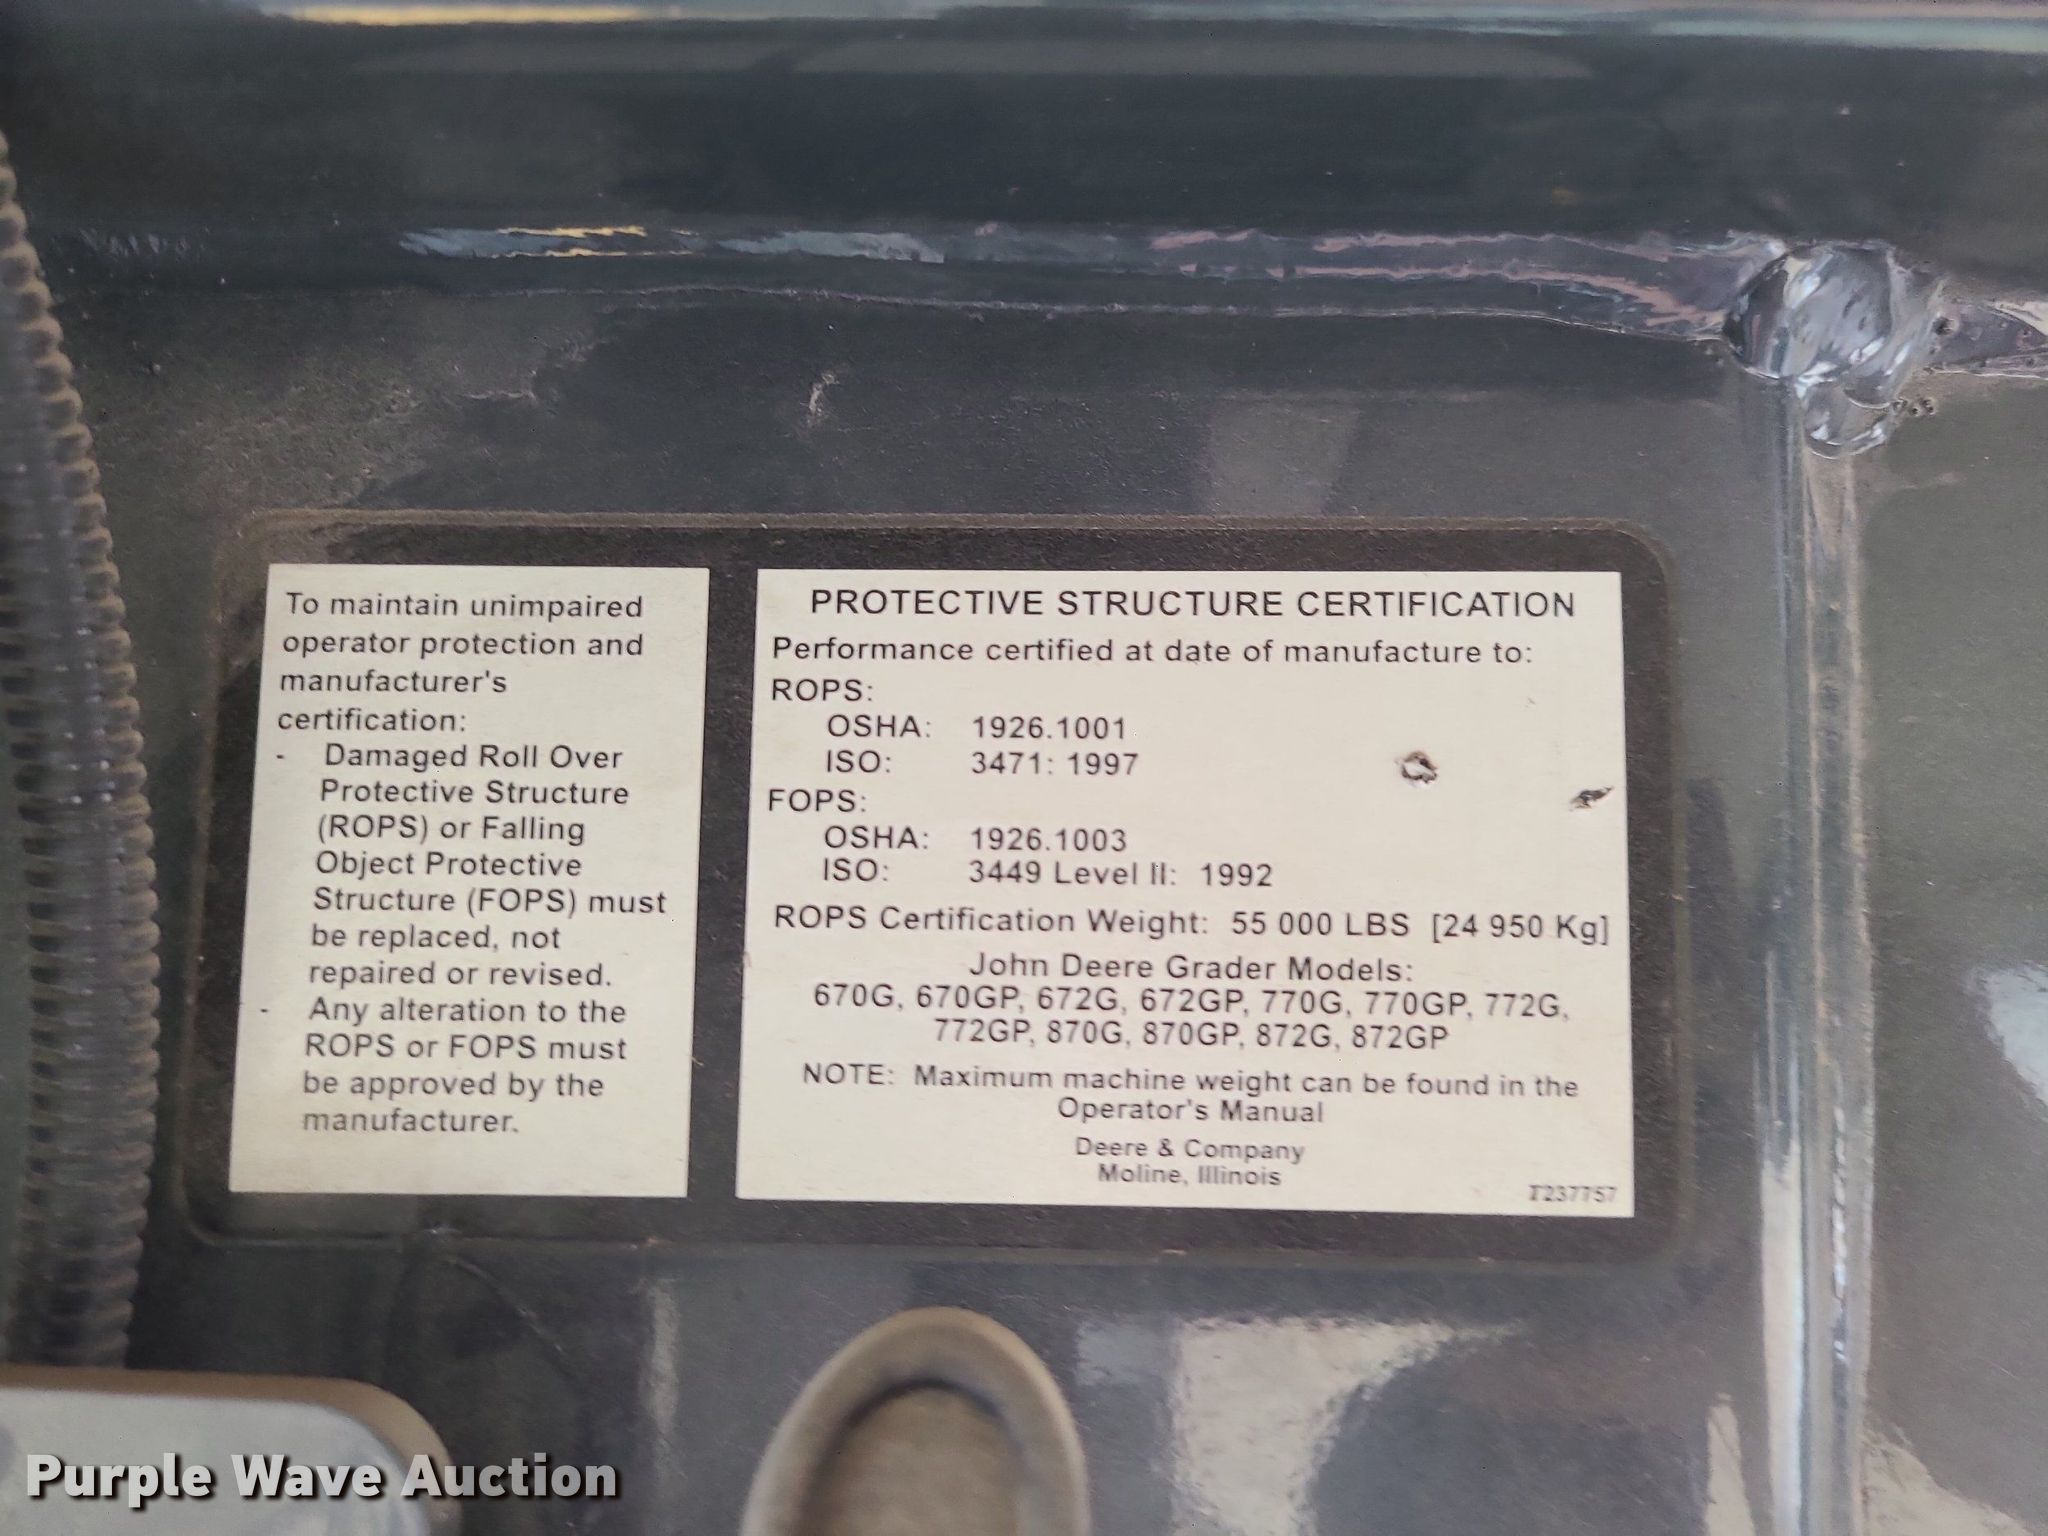 To maintain unimpaired
operator protection and
manufacturer's
certification:
- Damaged Roll Over
Protective Structure
(ROPS) or Falling
Object Protective
Structure (FOPS) must
be replaced, not
repaired or revised.
- Any alteration to the
ROPS or FOPS must
be approved by the
manufacturer.
PROTECTIVE STRUCTURE CERTIFICATION
Performance certified at date of manufacture to:
ROPS:
OSHA: 1926.1001
ISO: 3471: 1997
FOPS:
OSHA: 1926.1003
ISO: 3449 Level II: 1992
ROPS Certification Weight: 55 000 LBS [24 950 Kg]
John Deere Grader Models:
670G, 670GP, 672G, 672GP, 770G, 770GP, 772G,
772GP, 870G, 870GP, 872G, 872GP
NOTE: Maximum machine weight can be found in the
Operator's Manual
Deere & Company
Moline, Illinois
T237757
Purple Wave Auction